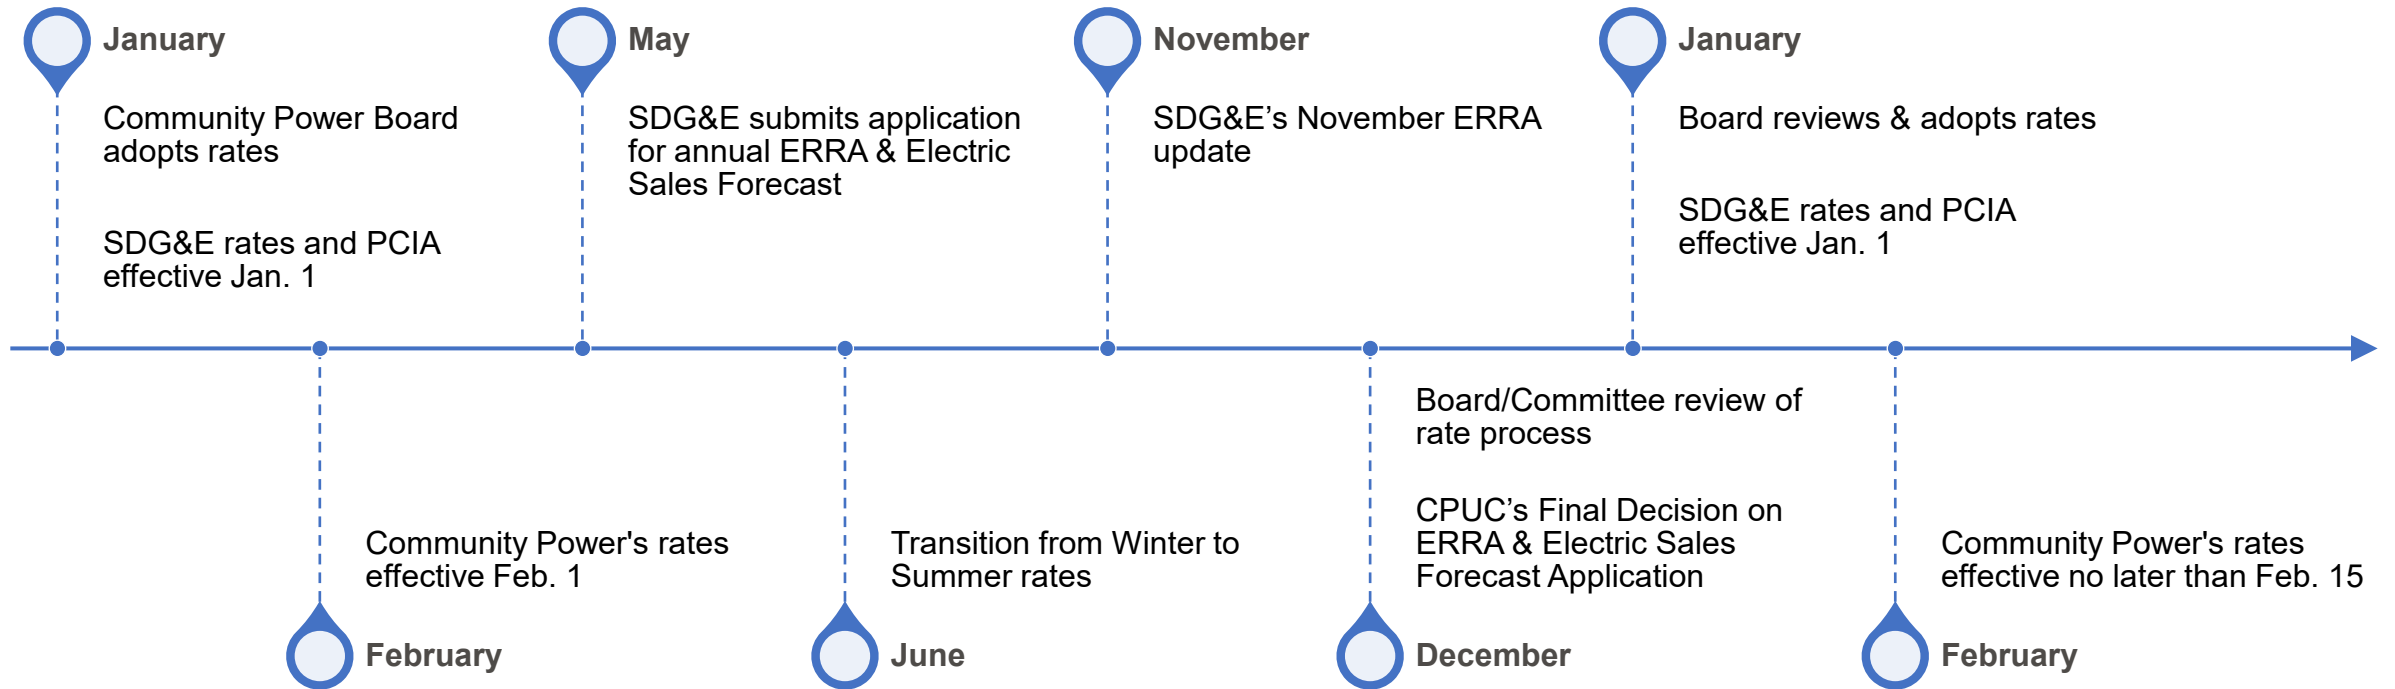 January
Community Power Board
adopts rates
SDG&E rates and PCIA
effective Jan. 1
February
Community Power's rates
effective Feb. 1
May
SDG&E submits application
for annual ERRA & Electric
Sales Forecast
June
Transition from Winter to
Summer rates
November
SDG&E’s November ERRA
update
December
Board/Committee review of
rate process
CPUC’s Final Decision on
ERRA & Electric Sales
Forecast Application
January
Board reviews & adopts rates
SDG&E rates and PCIA
effective Jan. 1
February
Community Power's rates
effective no later than Feb. 15